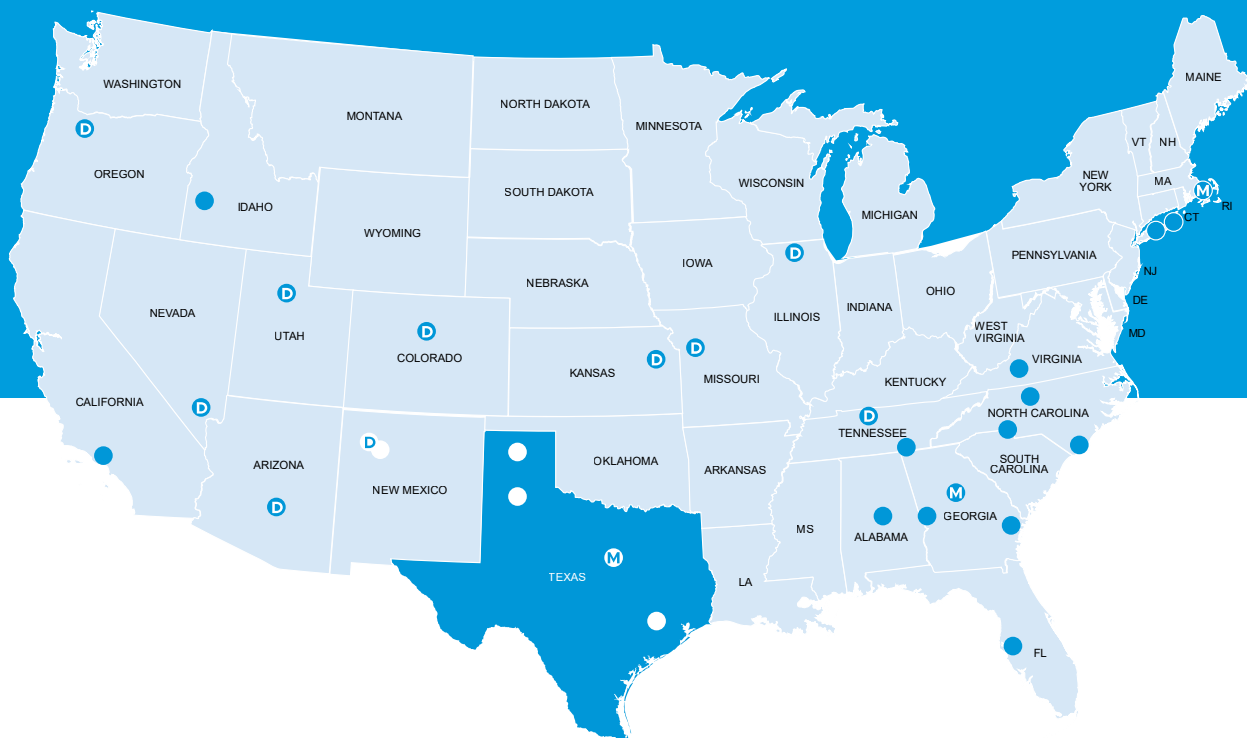 WASHINGTON
MONTANA
NORTH DAKOTA
MINNESOTA
MAINE
D
VT
NH
OREGON
SOUTH DAKOTA
WISCONSIN
NEW
YORK
MA
M
RI
IDAHO
WYOMING
MICHIGAN
CT
D
IOWA
PENNSYLVANIA
NJ
D
NEBRASKA
OHIO
DE
NEVADA
UTAH
ILLINOIS
INDIANA
MD
D
COLORADO
WEST
VIRGINIA
D
D
KANSAS
MISSOURI
VIRGINIA
KENTUCKY
CALIFORNIA
D
D
TENNESSEE
NORTH CAROLINA
D
ARIZONA
NEW MEXICO
OKLAHOMA
ARKANSAS
SOUTH
CAROLINA
D
M
GEORGIA
MS
ALABAMA
M
TEXAS
LA
FL